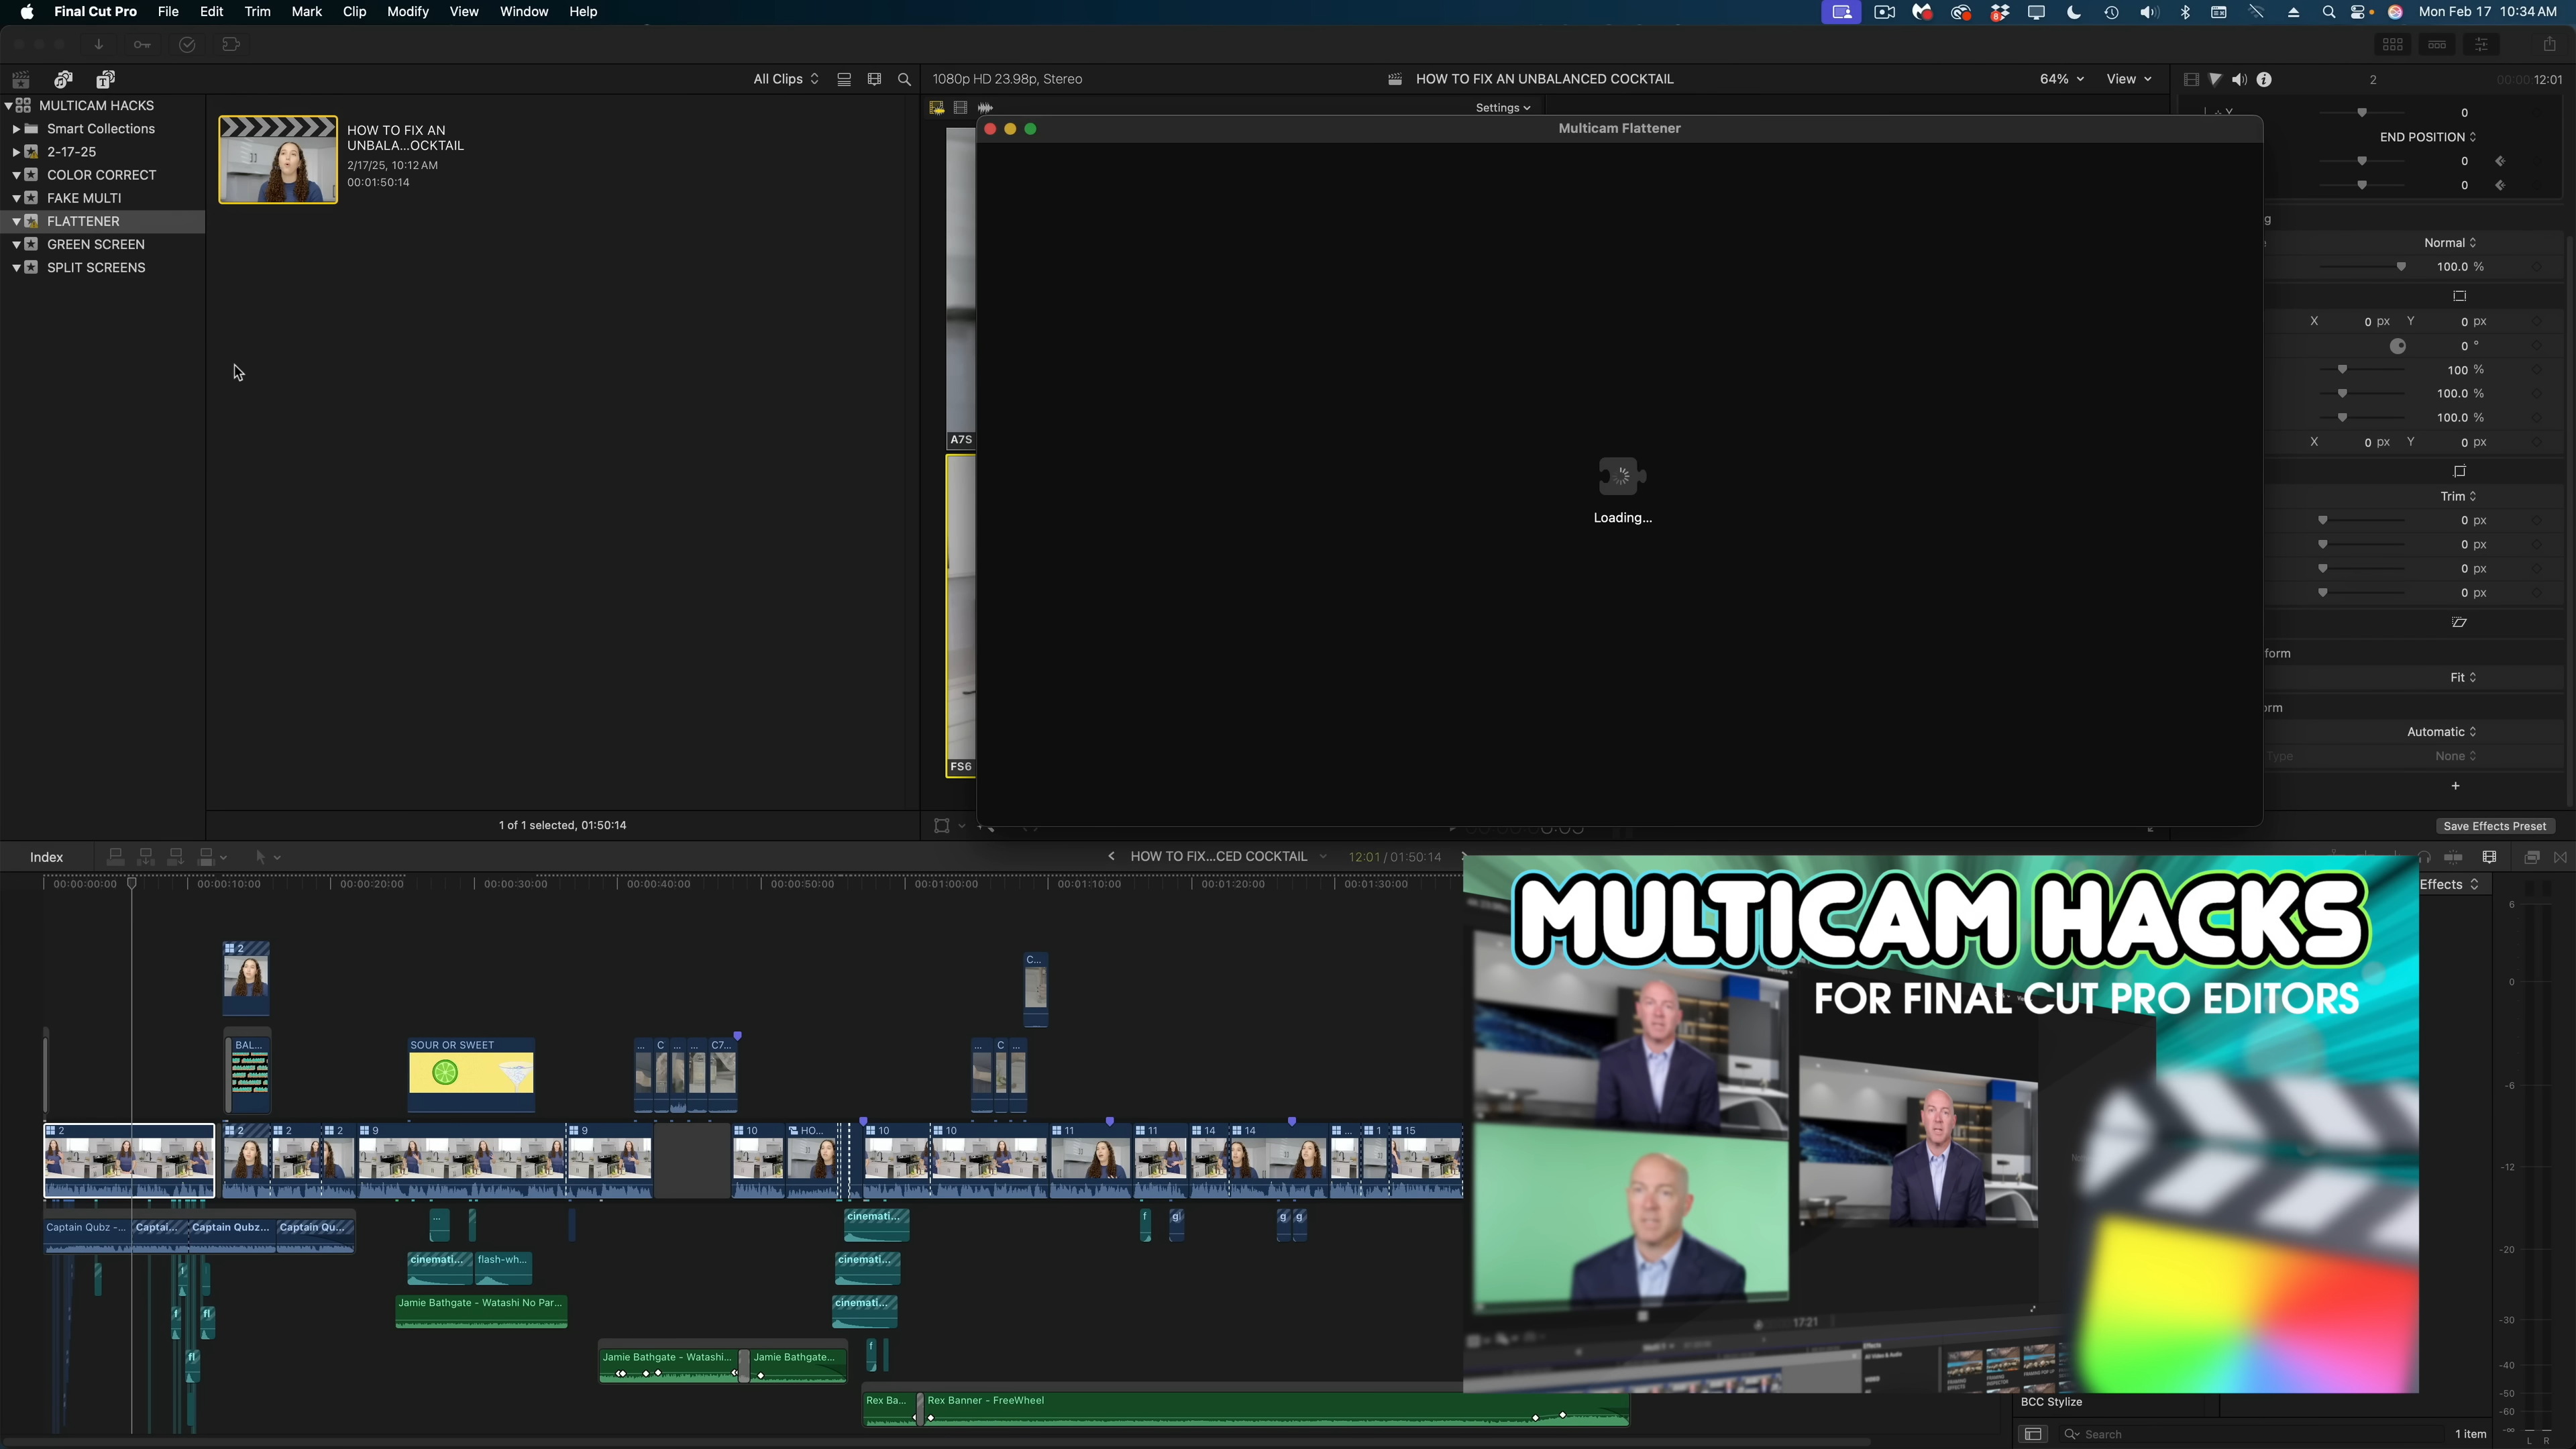 Final Cut Pro File Edit Trim Mark Clip Modify View Window Help
8
Mon Feb 17 10:34 AM
All Clips
1080p HD 23.98p, Stereo
HOW TO FIX AN UNBALANCED COCKTAIL
64%
View
2
00:00:12:01
MULTICAM HACKS
Smart Collections
2-17-25
COLOR CORRECT
FAKE MULTI
FLATTENER
GREEN SCREEN
SPLIT SCREENS
HOW TO FIX AN
UNBALA...OCKTAIL
2/17/25, 10:12 AM
00:01:50:14
1 of 1 selected, 01:50:14
Settings
Multicam Flattener
Loading...
A7S
FS6
Y
0
END POSITION
0
0
g
Normal
100.0 %
X 0 px Y 0 px
0 °
100 %
100.0 %
100.0 %
X 0 px Y 0 px
Trim
0 px
0 px
0 px
0 px
form
Fit
orm
Automatic
Type None
+
Save Effects Preset
Index
HOW TO FIX...CED COCKTAIL
12:01 / 01:50:14
00:00:00:00
00:00:10:00
00:00:20:00
00:00:30:00
00:00:40:00
00:00:50:00
00:01:00:00
00:01:10:00
00:01:20:00
00:01:30:00
Effects
2
C...
BAL...
SOUR OR SWEET
... C ... ... C7...
... C ...
2 2 2 2 9 9 10 HO... 10 10 11 11 14 14 ... 1 15
Captain Qubz -... Captai... Captain Qubz... Captain Qu...
...
cinemati...
f g g g
cinemati... flash-wh...
cinemati...
f
Jamie Bathgate - Watashi No Par...
cinemati...
f fl
fl
Jamie Bathgate - Watashi... Jamie Bathgate...
f
Rex Ba... Rex Banner - FreeWheel
MULTICAM HACKS
FOR FINAL CUT PRO EDITORS
17:21
BCC Stylize
Search
1 item
6
0
-6
-12
-20
-30
-40
-50
-60
-∞
L R